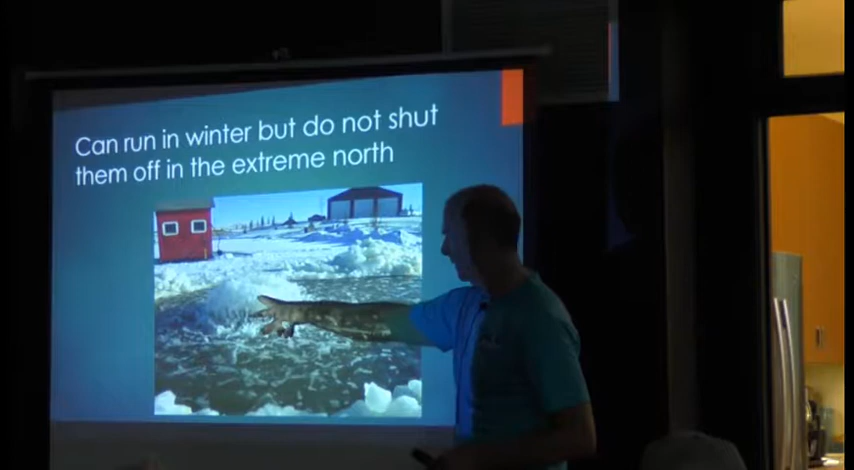 Can run in winter but do not shut
them off in the extreme north